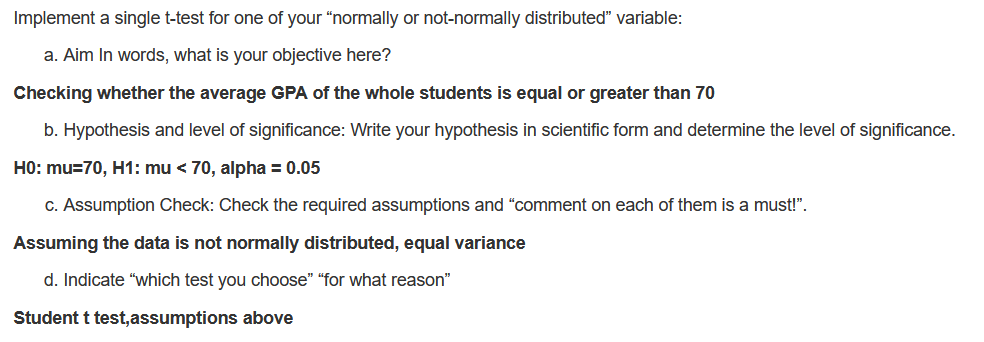 Implement a single t-test for one of your “normally or not-normally distributed” variable:
a. Aim In words, what is your objective here?
Checking whether the average GPA of the whole students is equal or greater than 70
b. Hypothesis and level of significance: Write your hypothesis in scientific form and determine the level of significance.
H0: mu=70, H1: mu < 70, alpha = 0.05
c. Assumption Check: Check the required assumptions and “comment on each of them is a must!”.
Assuming the data is not normally distributed, equal variance
d. Indicate “which test you choose” “for what reason”
Student t test,assumptions above